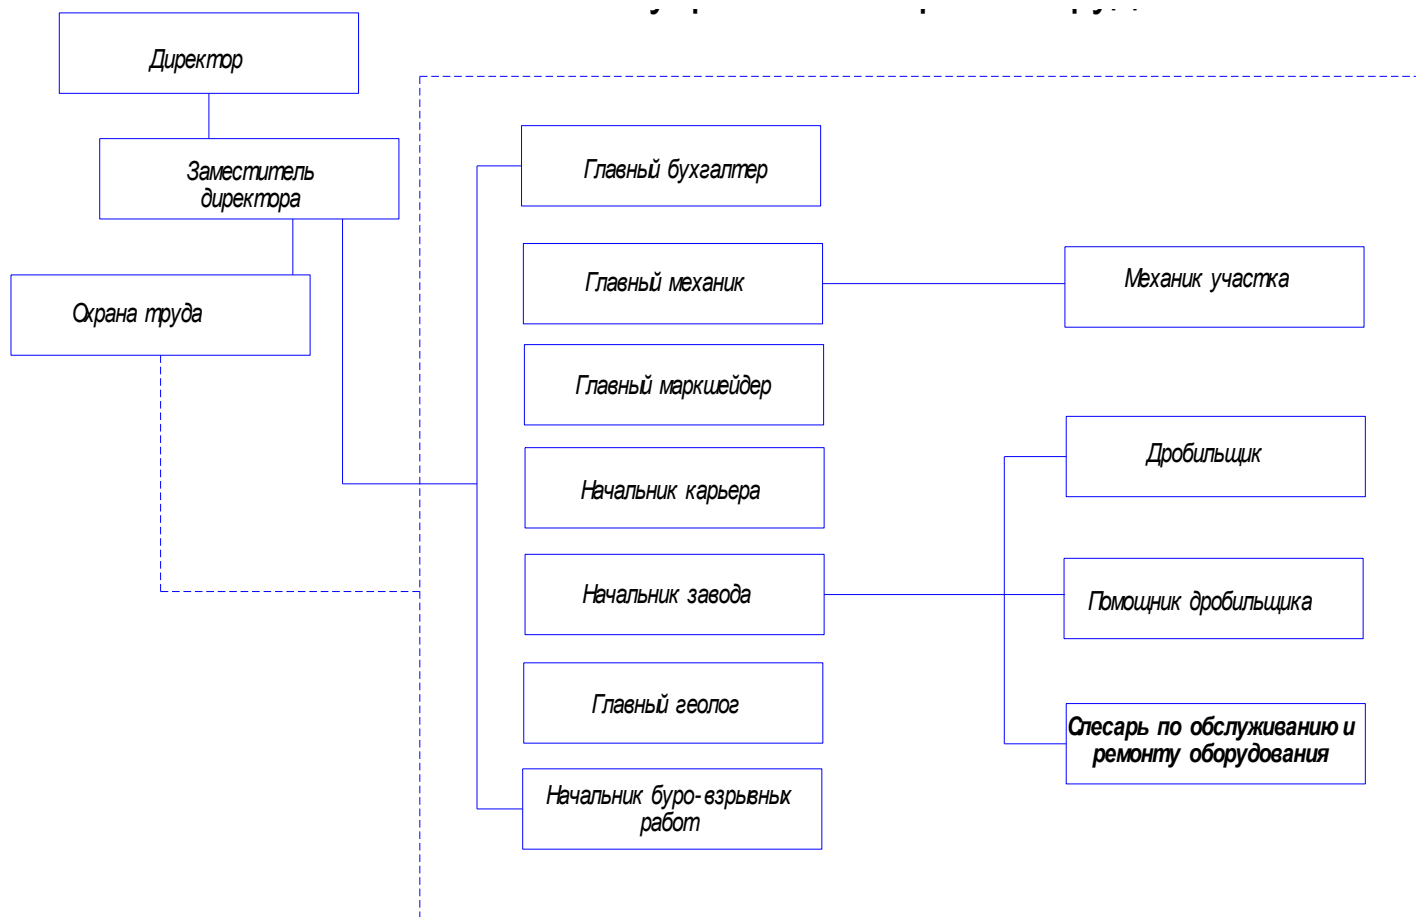 Директор
Заместитель
директора
Охрана труда
Главный бухгалтер
Главный механик
Механик участка
Главный маркшейдер
Начальник карьера
Дробильщик
Начальник завода
Помощник дробильщика
Главный геолог
Слесарь по обслуживанию и
ремонту оборудования
Начальник буро-взрывных
работ